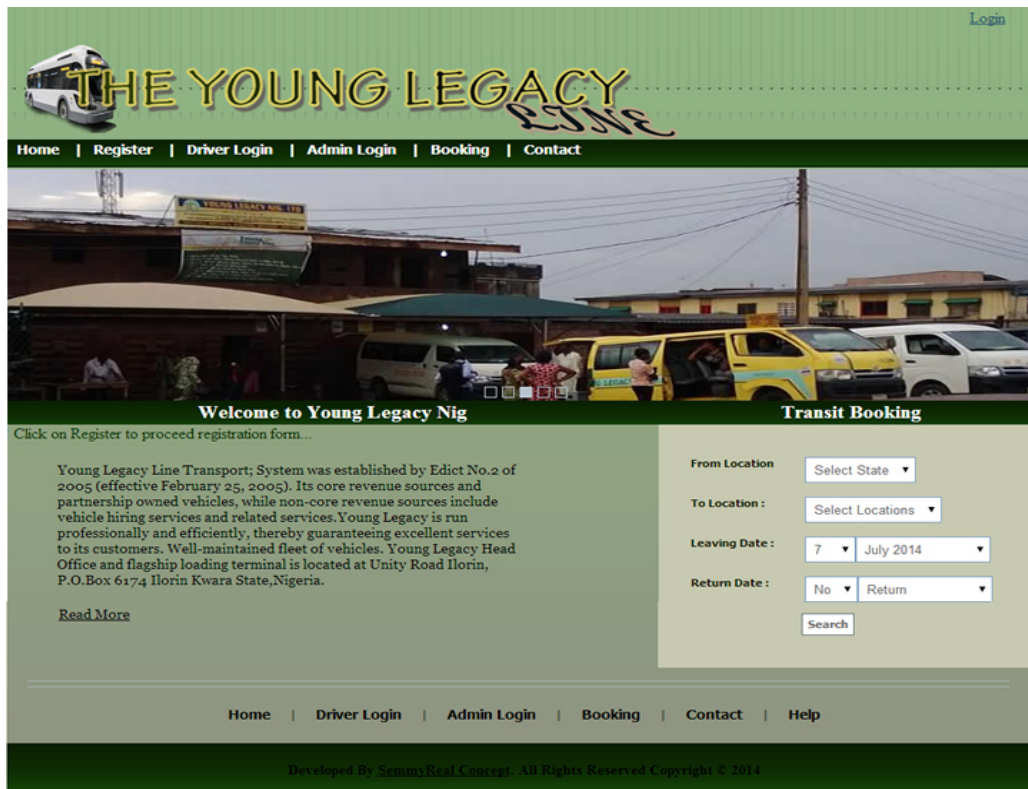 Login
THE YOUNG LEGACY
LINE
Home | Register | Driver Login | Admin Login | Booking | Contact
YOUNG LEGACY NIG. LTD
LEGACY
Welcome to Young Legacy Nig
Transit Booking
Click on Register to proceed registration form...
Young Legacy Line Transport; System was established by Edict No.2 of
2005 (effective February 25, 2005). Its core revenue sources and
partnership owned vehicles, while non-core revenue sources include
vehicle hiring services and related services.Young Legacy is run
professionally and efficiently, thereby guaranteeing excellent services
to its customers. Well-maintained fleet of vehicles. Young Legacy Head
Office and flagship loading terminal is located at Unity Road Ilorin,
P.O.Box 6174 Ilorin Kwara State,Nigeria.
Read More
From Location Select State
To Location : Select Locations
Leaving Date : 7 July 2014
Return Date : No Return
Search
Home | Driver Login | Admin Login | Booking | Contact | Help
Developed By SemmyReal Concept. All Rights Reserved Copyright © 2014